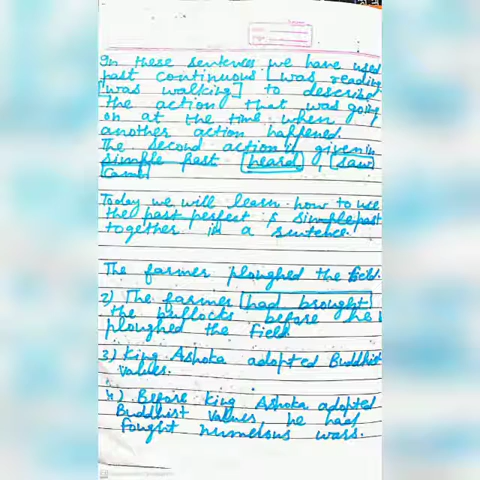 In these sentences we have used
past continuous [was reading
[was walking] to describe
the action that was going
on at the time when
another action happened.
The second action is given in
simple past [heard], [saw
came
Today we will learn how to use
the past perfect & simple past
together in a sentence.
The farmer ploughed the field.
2) The farmer [had brought]
the bullocks before he
ploughed the field
3) King Ashoka adopted Buddhist
values.
4) Before King Ashoka adopted
Buddhist values he had
fought numerous wars.